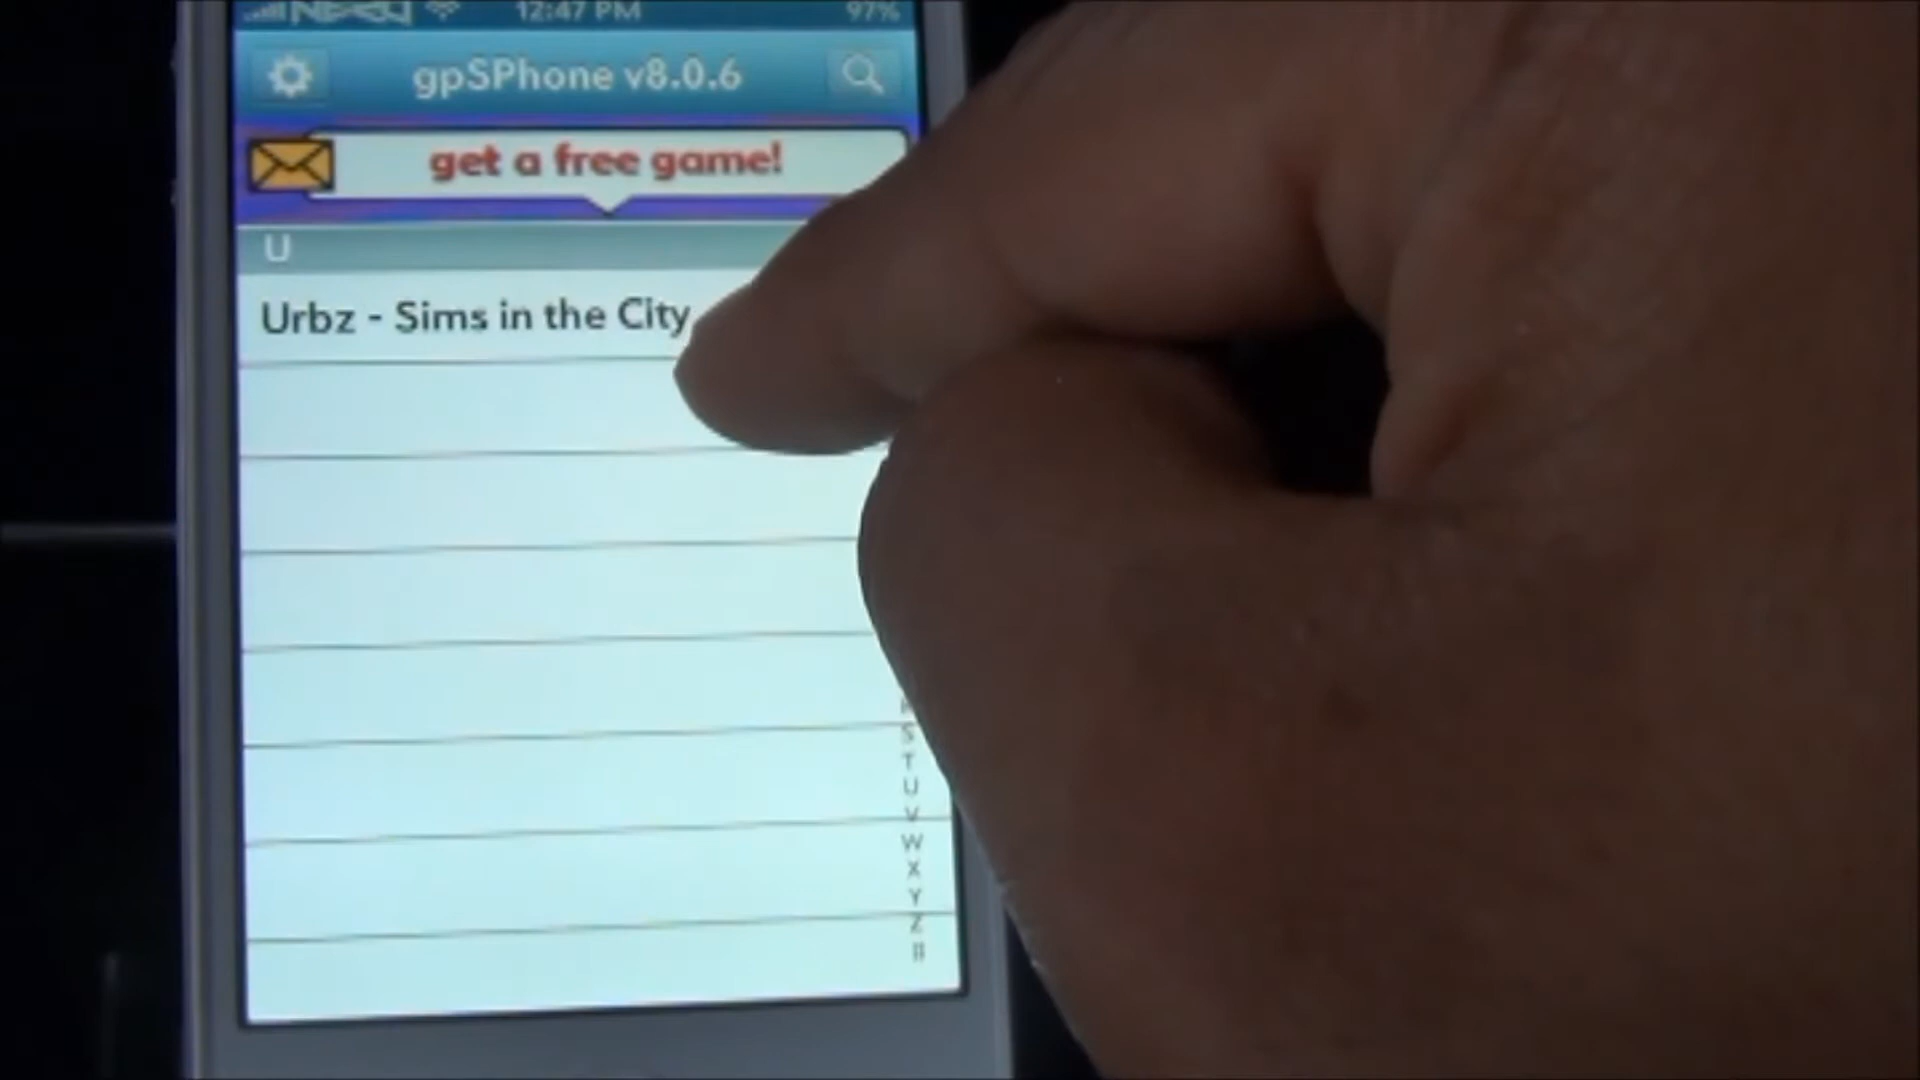 12:47 PM 97%
gpSPhone v8.0.6
get a free game!
U
Urbz - Sims in the City
S
T
U
V
W
X
Y
Z